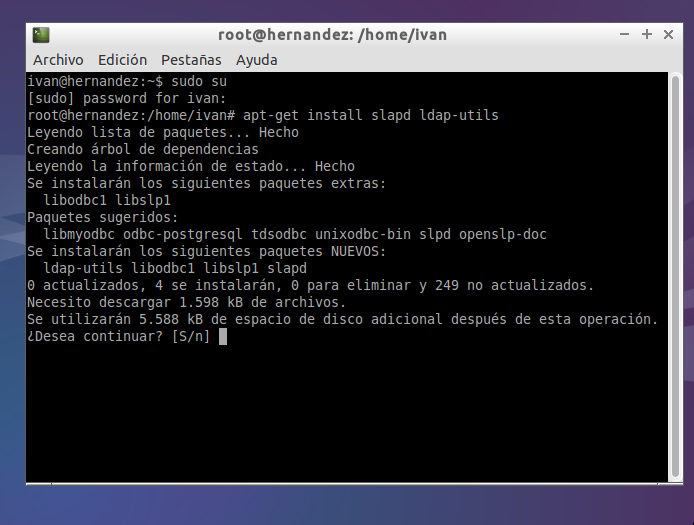 root@hernandez: /home/ivan
Archivo Edición Pestañas Ayuda
ivan@hernandez:~$ sudo su
[sudo] password for ivan:
root@hernandez:/home/ivan# apt-get install slapd ldap-utils
Leyendo lista de paquetes... Hecho
Creando árbol de dependencias
Leyendo la información de estado... Hecho
Se instalarán los siguientes paquetes extras:
  libodbc1 libslp1
Paquetes sugeridos:
  libmyodbc odbc-postgresql tdsodbc unixodbc-bin slpd openslp-doc
Se instalarán los siguientes paquetes NUEVOS:
  ldap-utils libodbc1 libslp1 slapd
0 actualizados, 4 se instalarán, 0 para eliminar y 249 no actualizados.
Necesito descargar 1.598 kB de archivos.
Se utilizarán 5.588 kB de espacio de disco adicional después de esta operación.
¿Desea continuar? [S/n]